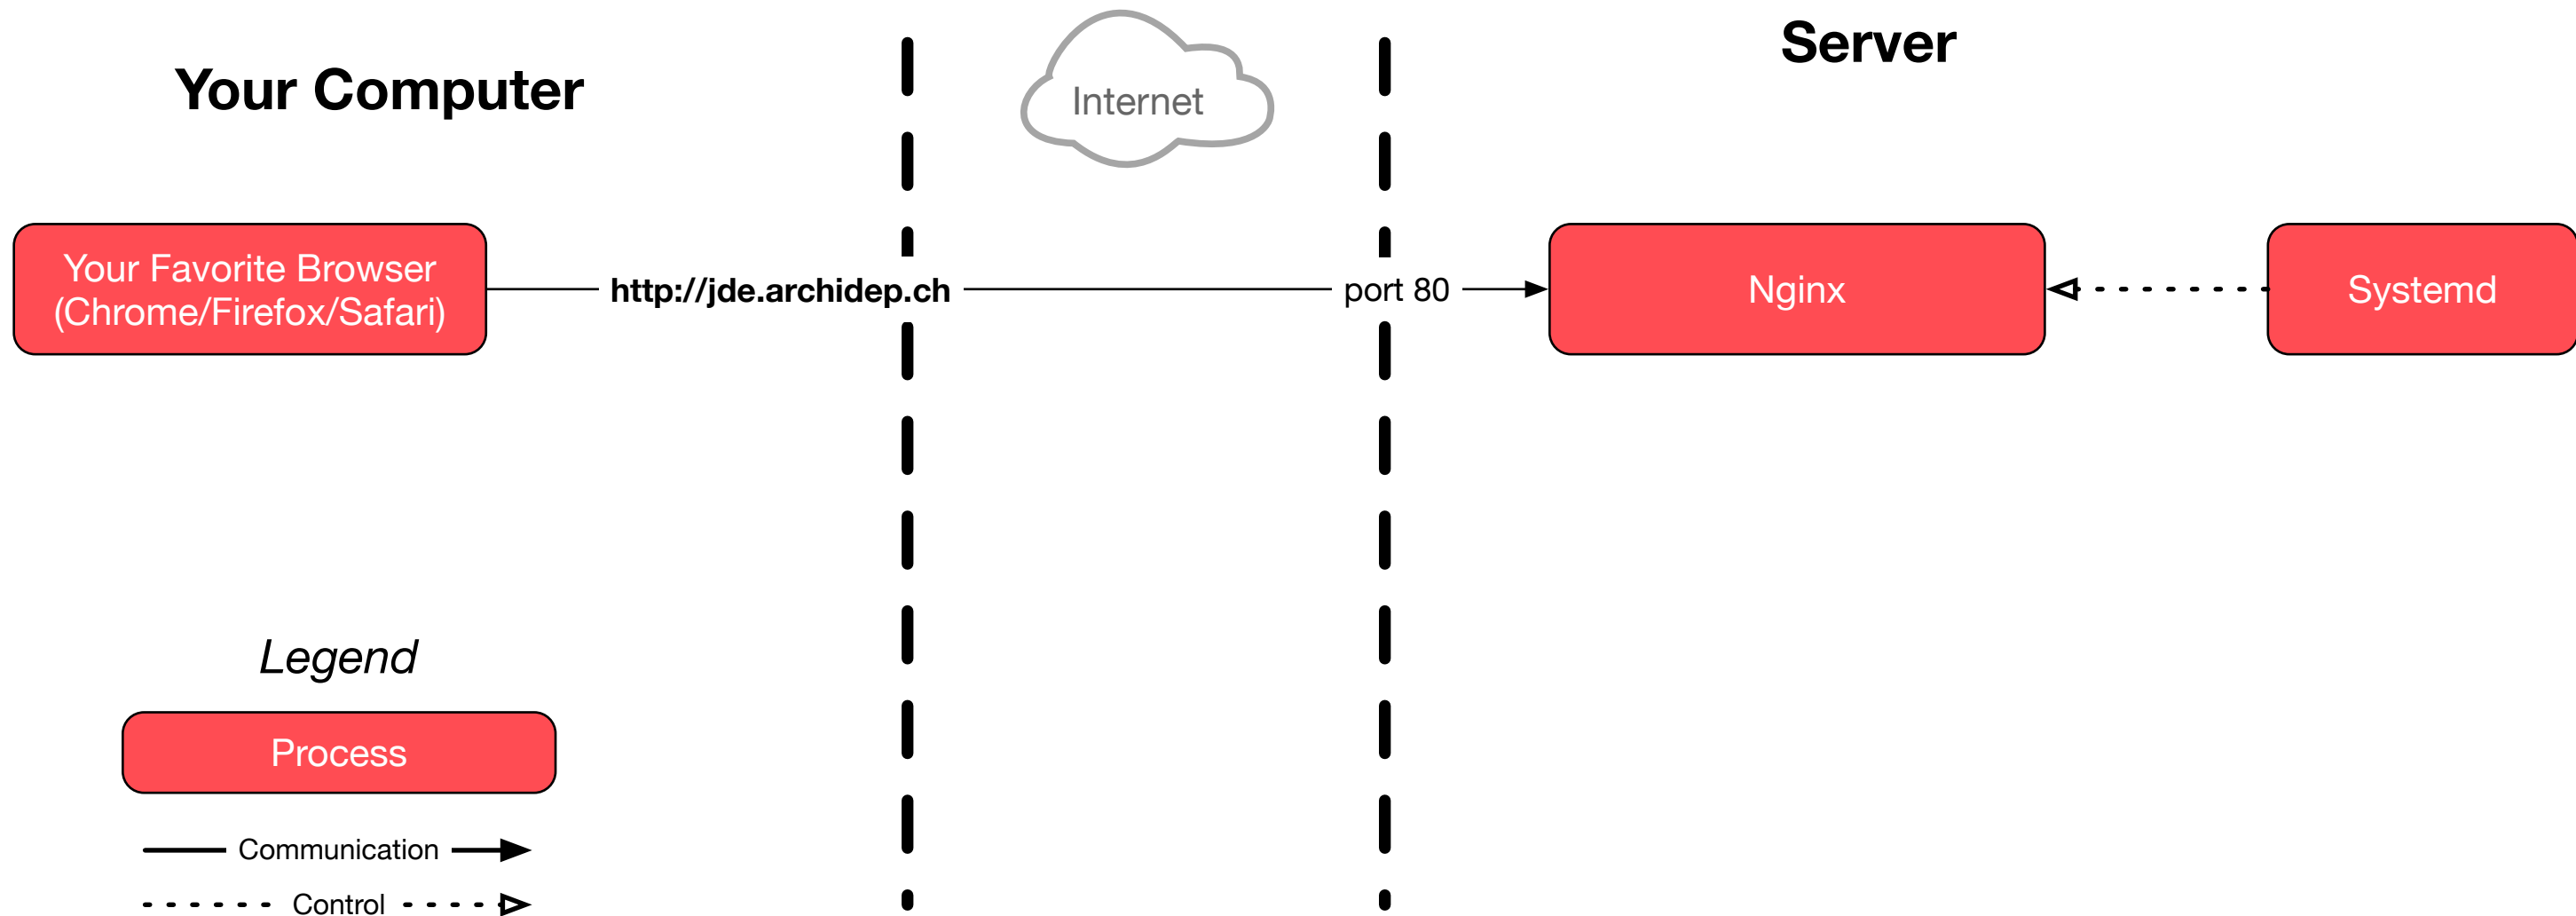 Your Computer
Internet
Server
Your Favorite Browser
(Chrome/Firefox/Safari)
http://jde.archidep.ch
port 80
Nginx
Systemd
Legend
Process
Communication
Control